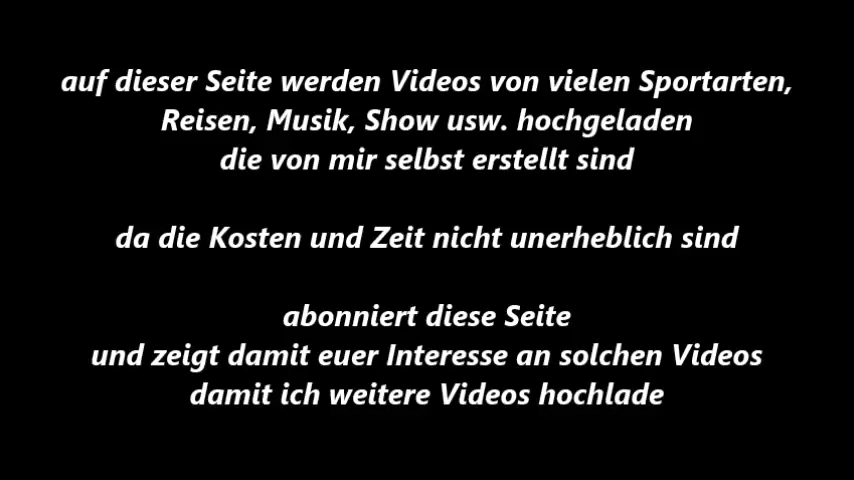 auf dieser Seite werden Videos von vielen Sportarten,
Reisen, Musik, Show usw. hochgeladen
die von mir selbst erstellt sind
da die Kosten und Zeit nicht unerheblich sind
abonniert diese Seite
und zeigt damit euer Interesse an solchen Videos
damit ich weitere Videos hochlade